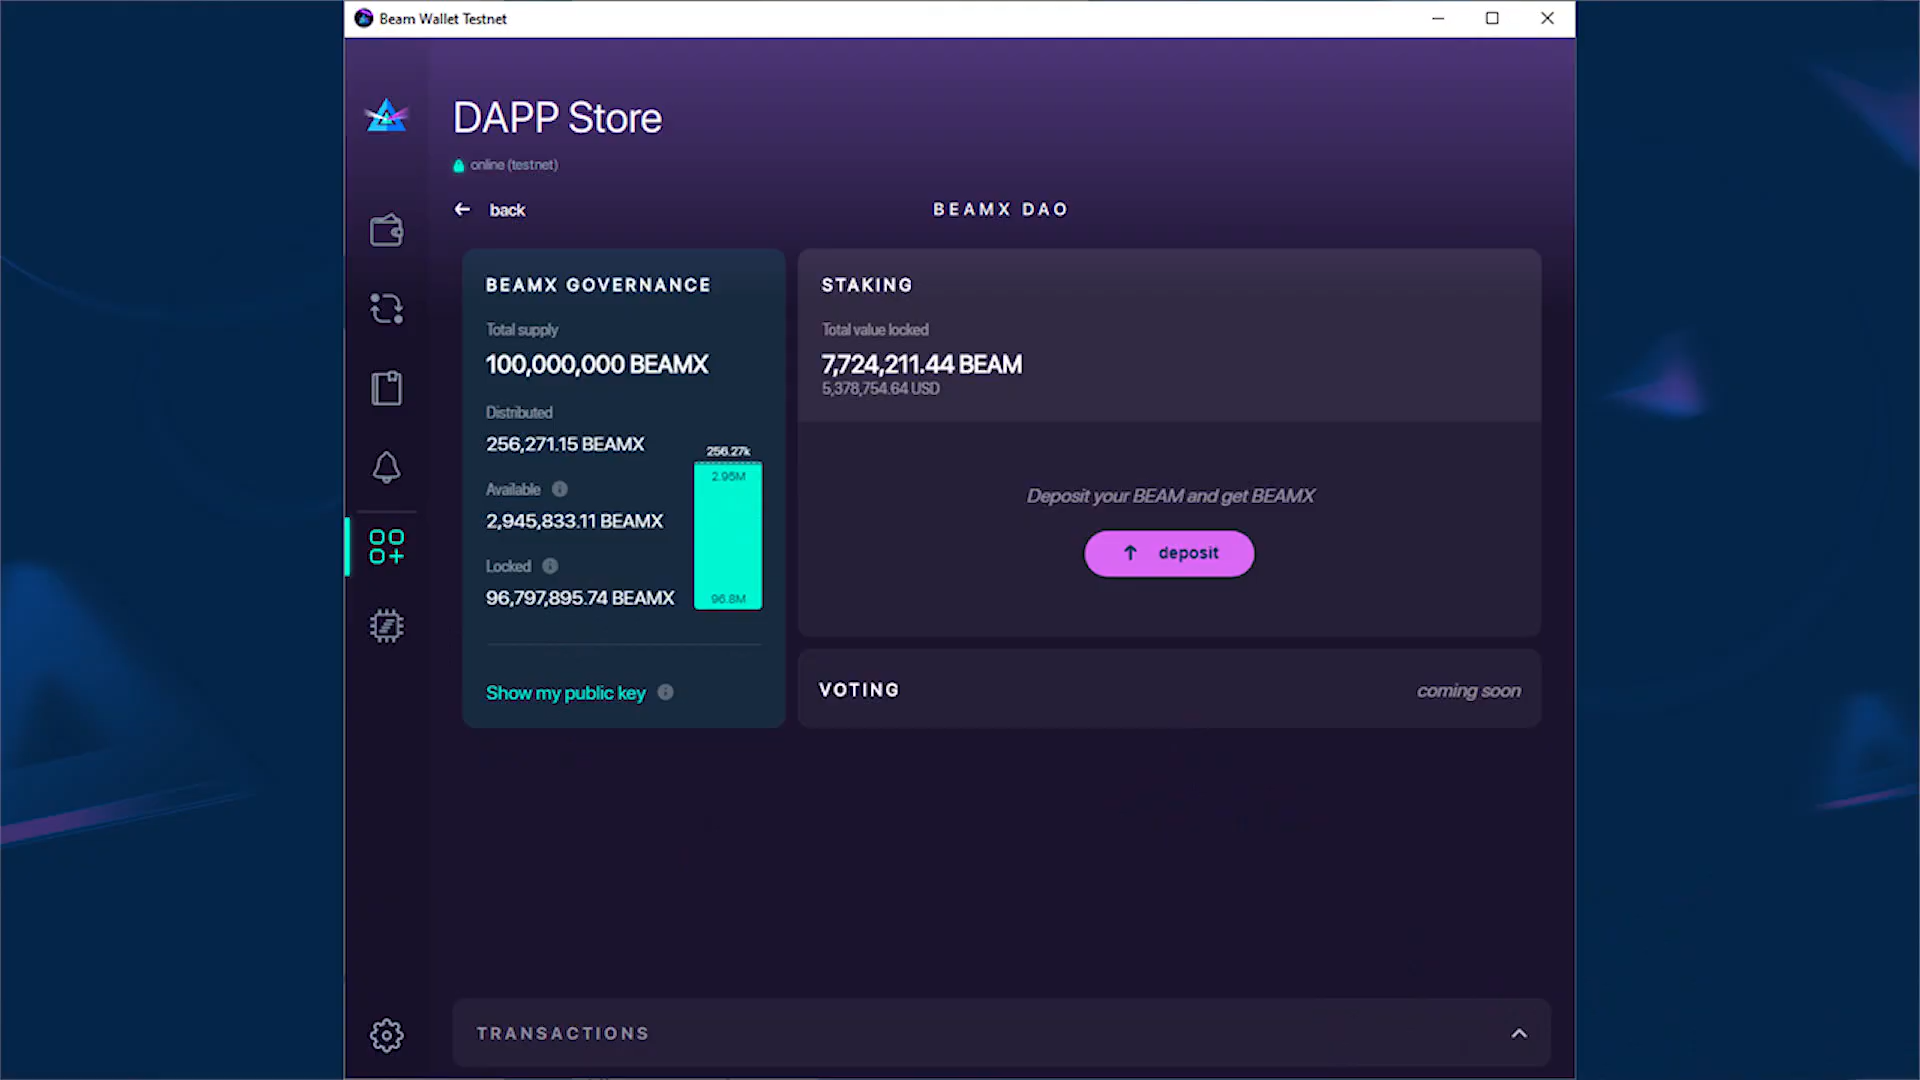 Beam Wallet Testnet
DAPP Store
online (testnet)
back
BEAMX DAO
BEAMX GOVERNANCE
Total supply
100,000,000 BEAMX
Distributed
256,271.15 BEAMX
Available
2,945,833.11 BEAMX
Locked
96,797,895.74 BEAMX
256.27k
2.95M
96.8M
Show my public key
STAKING
Total value locked
7,724,211.44 BEAM
5,378,754.64 USD
Deposit your BEAM and get BEAMX
deposit
VOTING
coming soon
TRANSACTIONS